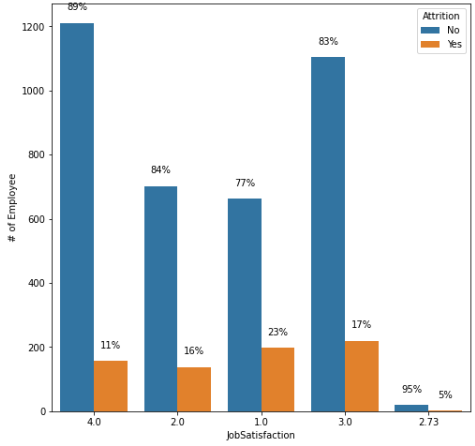 89%
1200
Attrition
No
Yes
83%
1000
84%
800
77%
# of Employee
600
400
23%
11%
16%
17%
200
95%
5%
0
4.0 2.0 1.0 3.0 2.73
JobSatisfaction